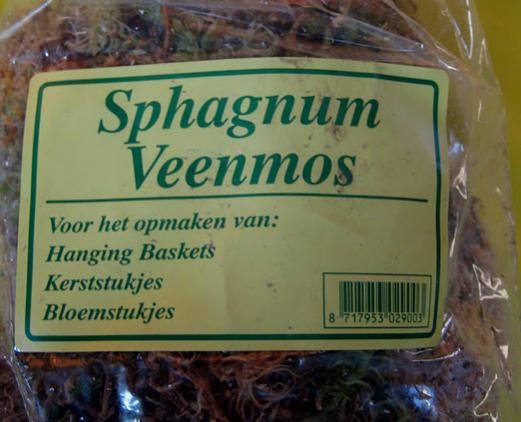 Sphagnum
Veenmos
Voor het opmaken van:
Hanging Baskets
Kerststukjes
Bloemstukjes
8 717953 029003